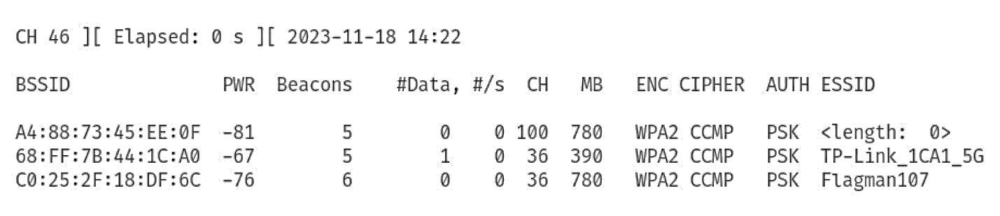 CH 46 ][ Elapsed: 0 s ][ 2023-11-18 14:22
BSSID PWR Beacons #Data, #/s CH MB ENC CIPHER AUTH ESSID
A4:88:73:45:EE:0F -81 5 0 0 100 780 WPA2 CCMP PSK <length: 0>
68:FF:7B:44:1C:A0 -67 5 1 0 36 390 WPA2 CCMP PSK TP-Link_1CA1_5G
C0:25:2F:18:DF:6C -76 6 0 0 36 780 WPA2 CCMP PSK Flagman107